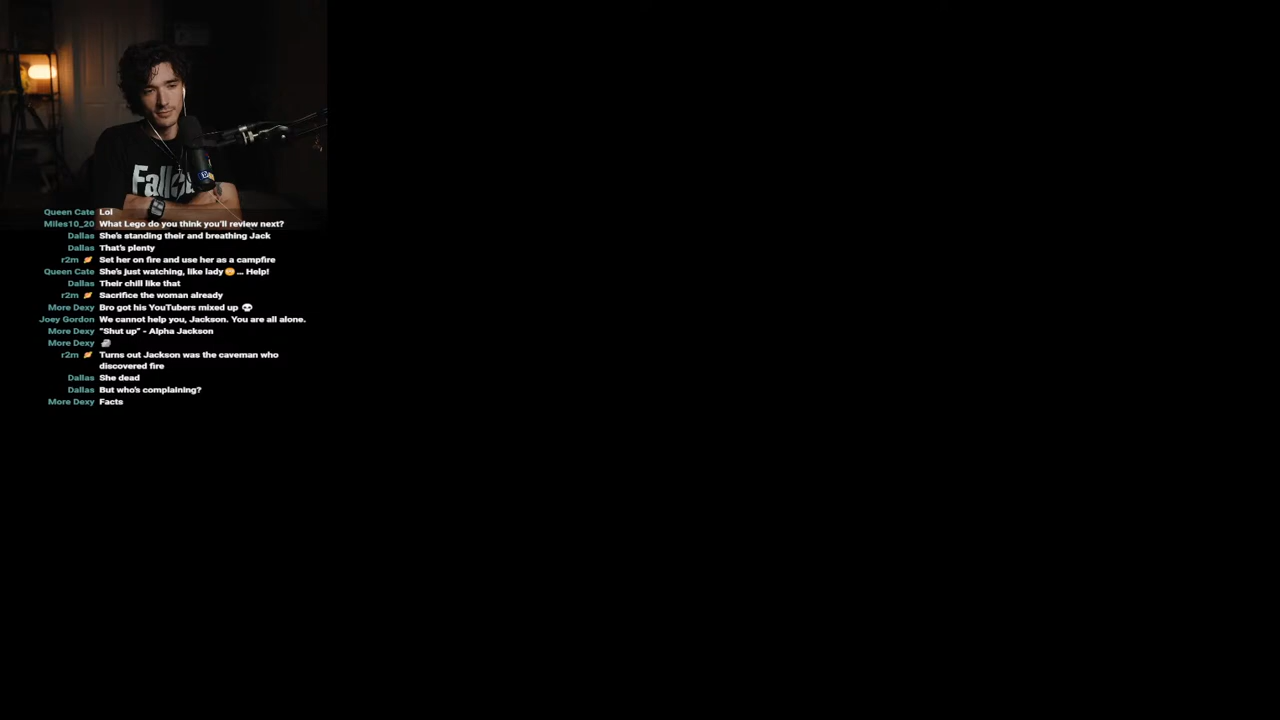 Fall
Queen Cate Lol
Miles10_20 What Lego do you think you'll review next?
Dallas She's standing their and breathing Jack
Dallas That's plenty
r2m 🪐 Set her on fire and use her as a campfire
Queen Cate She's just watching, like lady😡... Help!
Dallas Their chill like that
r2m 🪐 Sacrifice the woman already
More Dexy Bro got his YouTubers mixed up 💀
Joey Gordon We cannot help you, Jackson. You are all alone.
More Dexy "Shut up" - Alpha Jackson
More Dexy 🗿
r2m 🪐 Turns out Jackson was the caveman who
discovered fire
Dallas She dead
Dallas But who's complaining?
More Dexy Facts